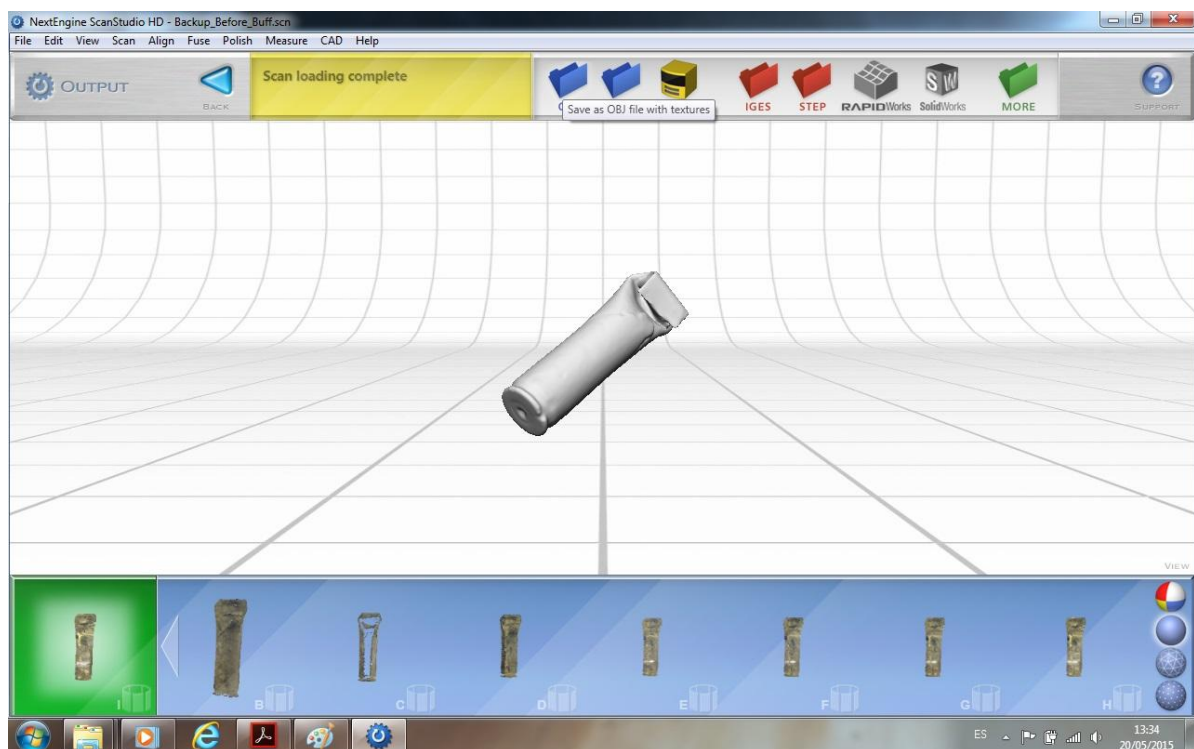 NextEngine ScanStudio HD - Backup_Before_Buff.scn
File Edit View Scan Align Fuse Polish Measure CAD Help
OUTPUT
BACK
Scan loading complete
IGES STEP RAPIDWorks SolidWorks MORE SUPPORT
SW
Save as OBJ file with textures
VIEW
I B C D E F G H
ES 13:34
20/05/2015